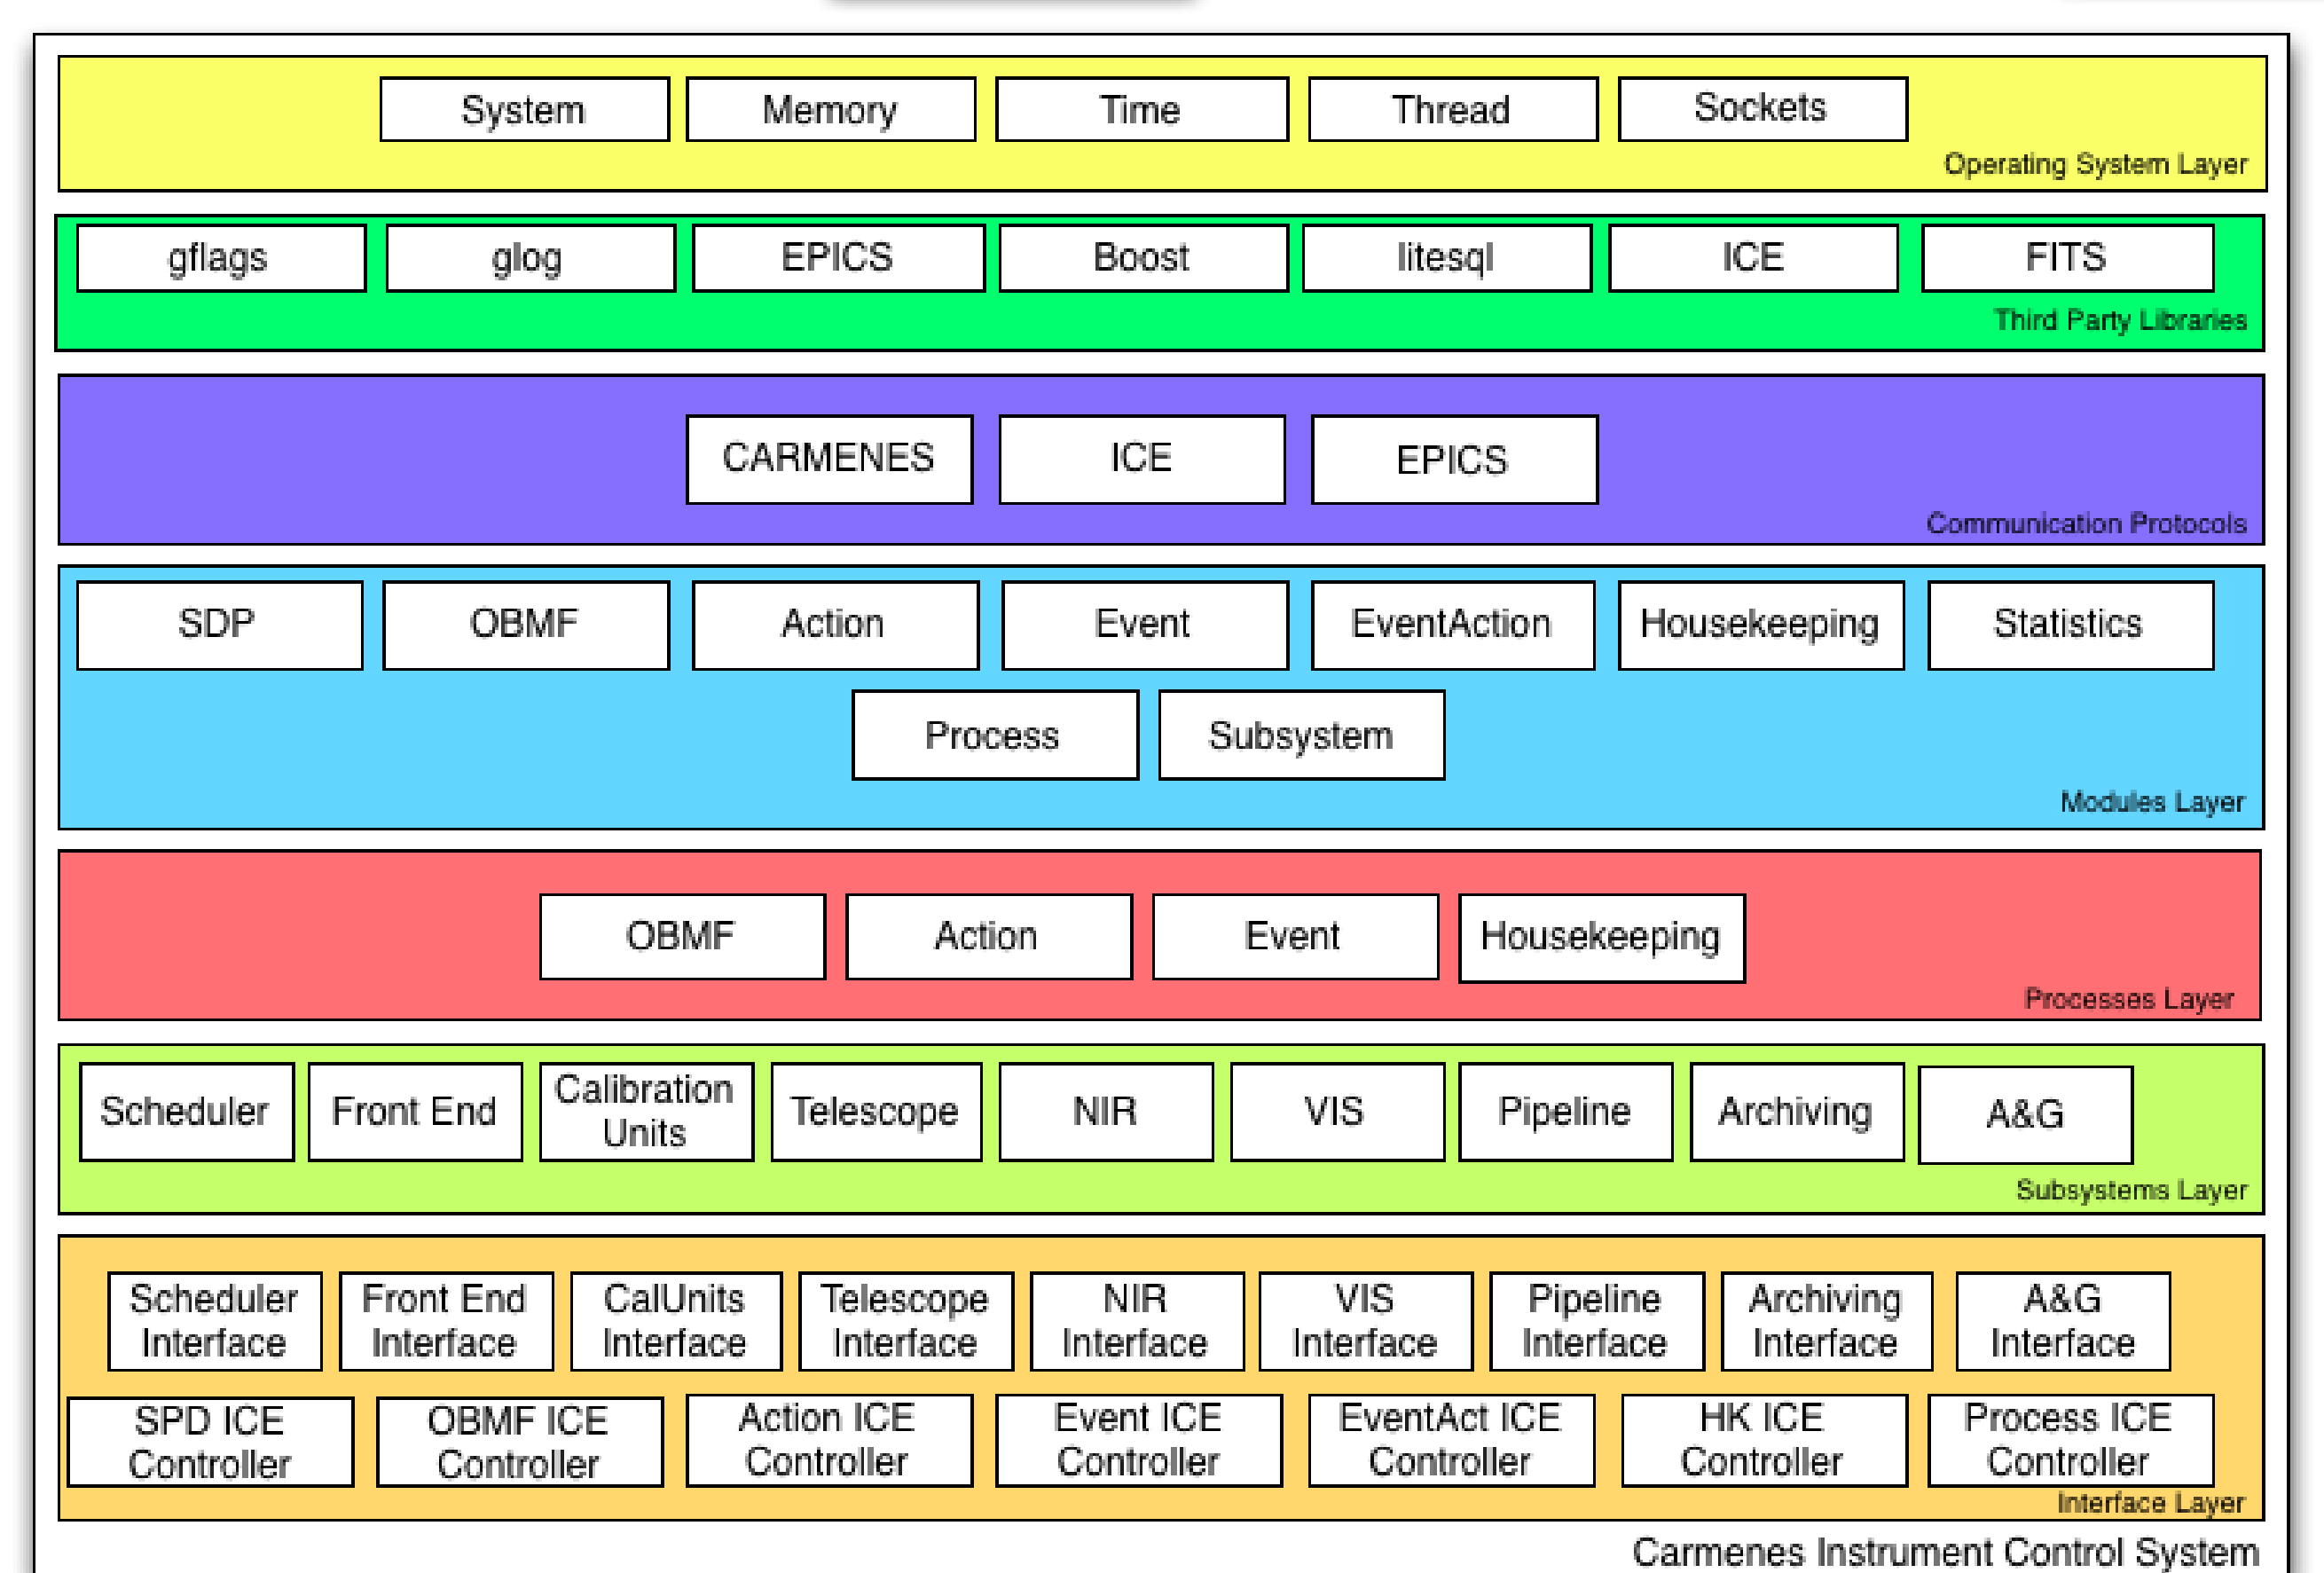 System Memory Time Thread Sockets
Operating System Layer
gflags glog EPICS Boost litesql ICE FITS
Third Party Libraries
CARMENES ICE EPICS
Communication Protocols
SDP OBMF Action Event EventAction Housekeeping Statistics
Process Subsystem
Modules Layer
OBMF Action Event Housekeeping
Processes Layer
Scheduler Front End Calibration Units Telescope NIR VIS Pipeline Archiving A&G
Subsystems Layer
Scheduler Interface Front End Interface CalUnits Interface Telescope Interface NIR Interface VIS Interface Pipeline Interface Archiving Interface A&G Interface
SPD ICE Controller OBMF ICE Controller Action ICE Controller Event ICE Controller EventAct ICE Controller HK ICE Controller Process ICE Controller
Interface Layer
Carmenes Instrument Control System